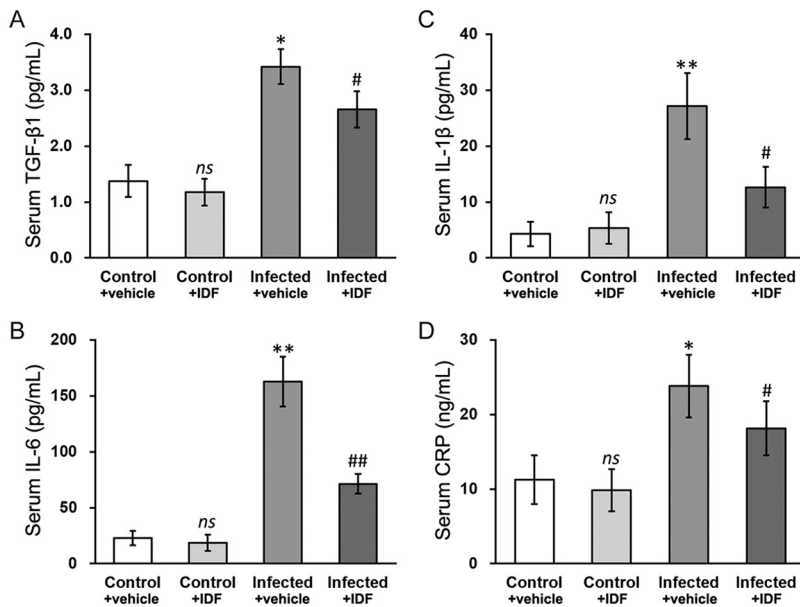 A
Serum TGF-β1 (pg/mL)
4.0
3.0
2.0
1.0
0.0
ns
*
#
Control Control Infected Infected
+vehicle +IDF +vehicle +IDF
C
Serum IL-1β (pg/mL)
40
30
20
10
0
ns
**
#
Control Control Infected Infected
+vehicle +IDF +vehicle +IDF
B
Serum IL-6 (pg/mL)
200
150
100
50
0
ns
**
##
Control Control Infected Infected
+vehicle +IDF +vehicle +IDF
D
Serum CRP (ng/mL)
30
20
10
0
ns
*
#
Control Control Infected Infected
+vehicle +IDF +vehicle +IDF